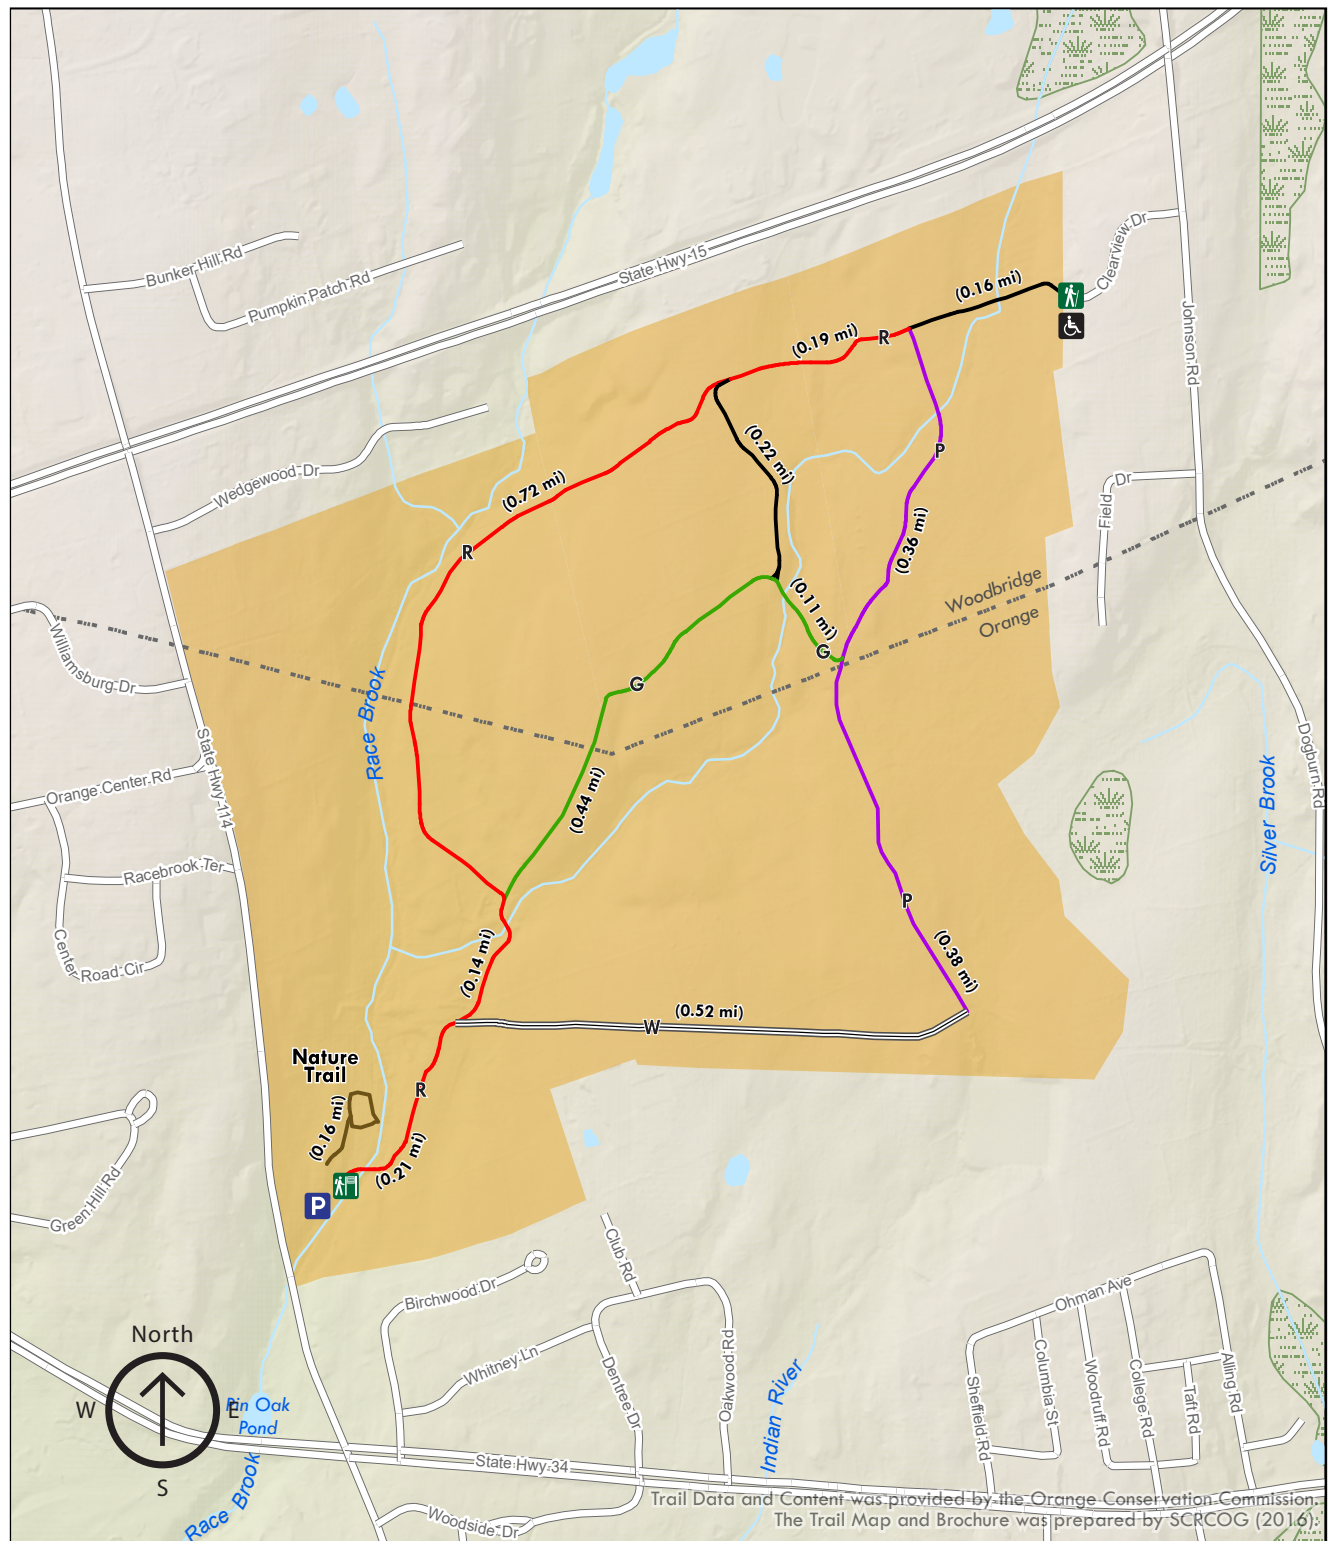 State Hwy 15
Bunker Hill Rd
Pumpkin Patch Rd
Clearview Dr
(0.16 mi)
Johnson Rd
(0.19 mi)
R
Wedgewood Dr
(0.72 mi)
(0.22 mi)
P
Field Dr
R
(0.36 mi)
Woodbridge
Orange
(0.11 mi)
G
Williamsburg Dr
Race Brook
G
State Hwy 114
Orange Center Rd
(0.44 mi)
Dogburn Rd
Silver Brook
Racebrook Ter
P
Center Road Cir
(0.14 mi)
(0.38 mi)
(0.52 mi)
W
Nature
Trail
R
(0.16 mi)
(0.21 mi)
P
Green Hill Rd
Club Rd
Birchwood Dr
Ohman Ave
North
W
E
S
Whitney Ln
Dentree Dr
Oakwood Rd
Indian River
Sheffield Rd
Columbia St
Woodruff Rd
College Rd
Taft Rd
Alling Rd
Pin Oak
Pond
State Hwy 34
Race Brook
Woodside Dr
Trail Data and Content was provided by the Orange Conservation Commission.
The Trail Map and Brochure was prepared by SCRCOG (2016).